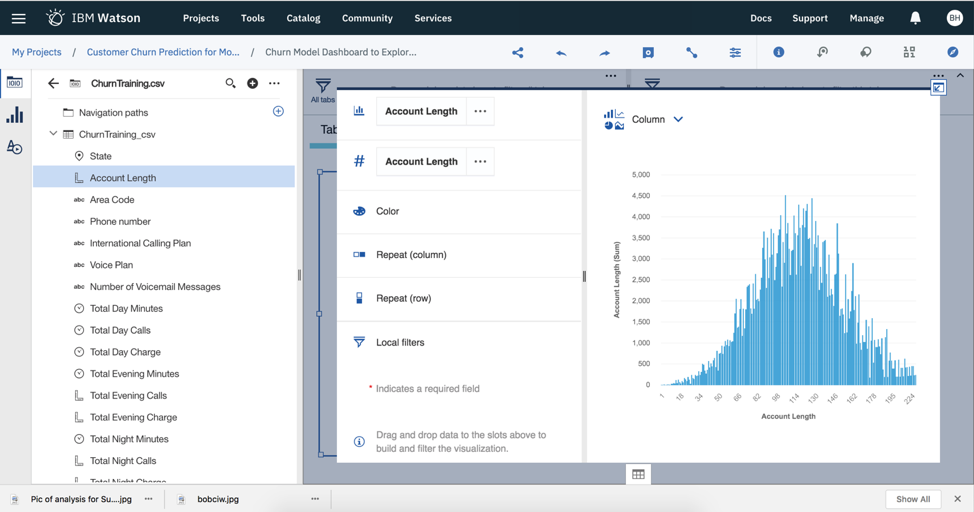 IBM Watson
Projects
Tools
Catalog
Community
Services
Docs
Support
Manage
BH
My Projects / Customer Churn Prediction for Mo... / Churn Model Dashboard to Explor...
ChurnTraining.csv
Navigation paths
ChurnTraining_csv
State
Account Length
abc Area Code
abc Phone number
abc International Calling Plan
abc Voice Plan
abc Number of Voicemail Messages
Total Day Minutes
Total Day Calls
Total Day Charge
Total Evening Minutes
Total Evening Calls
Total Evening Charge
Total Night Minutes
Total Night Calls
Total Night Charge
All tabs
Tab
Account Length
# Account Length
Color
Repeat (column)
Repeat (row)
Local filters
* Indicates a required field
Drag and drop data to the slots above to
build and filter the visualization.
Column
Account Length (Sum)
5,000
4,500
4,000
3,500
3,000
2,500
2,000
1,500
1,000
500
0
1 18 34 50 66 82 98 114 130 146 162 178 195 224
Account Length
Pic of analysis for Su....jpg
bobciw.jpg
Show All